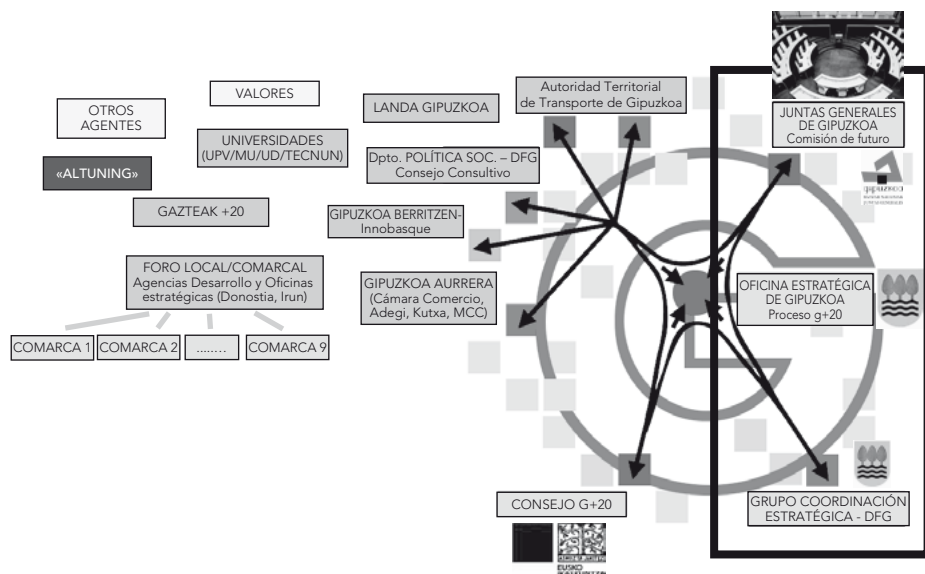 OTROS
AGENTES
VALORES
«ALTUNING»
UNIVERSIDADES
(UPV/MU/UD/TECNUN)
GAZTEAK +20
FORO LOCAL/COMARCAL
Agencias Desarrollo y Oficinas
estratégicas (Donostia, Irun)
COMARCA 1
COMARCA 2
........
COMARCA 9
LANDA GIPUZKOA
Dpto. POLÍTICA SOC. – DFG
Consejo Consultivo
GIPUZKOA BERRITZEN-
Innobasque
GIPUZKOA AURRERA
(Cámara Comercio,
Adegi, Kutxa, MCC)
Autoridad Territorial
de Transporte de Gipuzkoa
JUNTAS GENERALES
DE GIPUZKOA
Comisión de futuro
OFICINA ESTRATÉGICA
DE GIPUZKOA
Proceso g+20
CONSEJO G+20
EUSKO
GRUPO COORDINACIÓN
ESTRATÉGICA - DFG